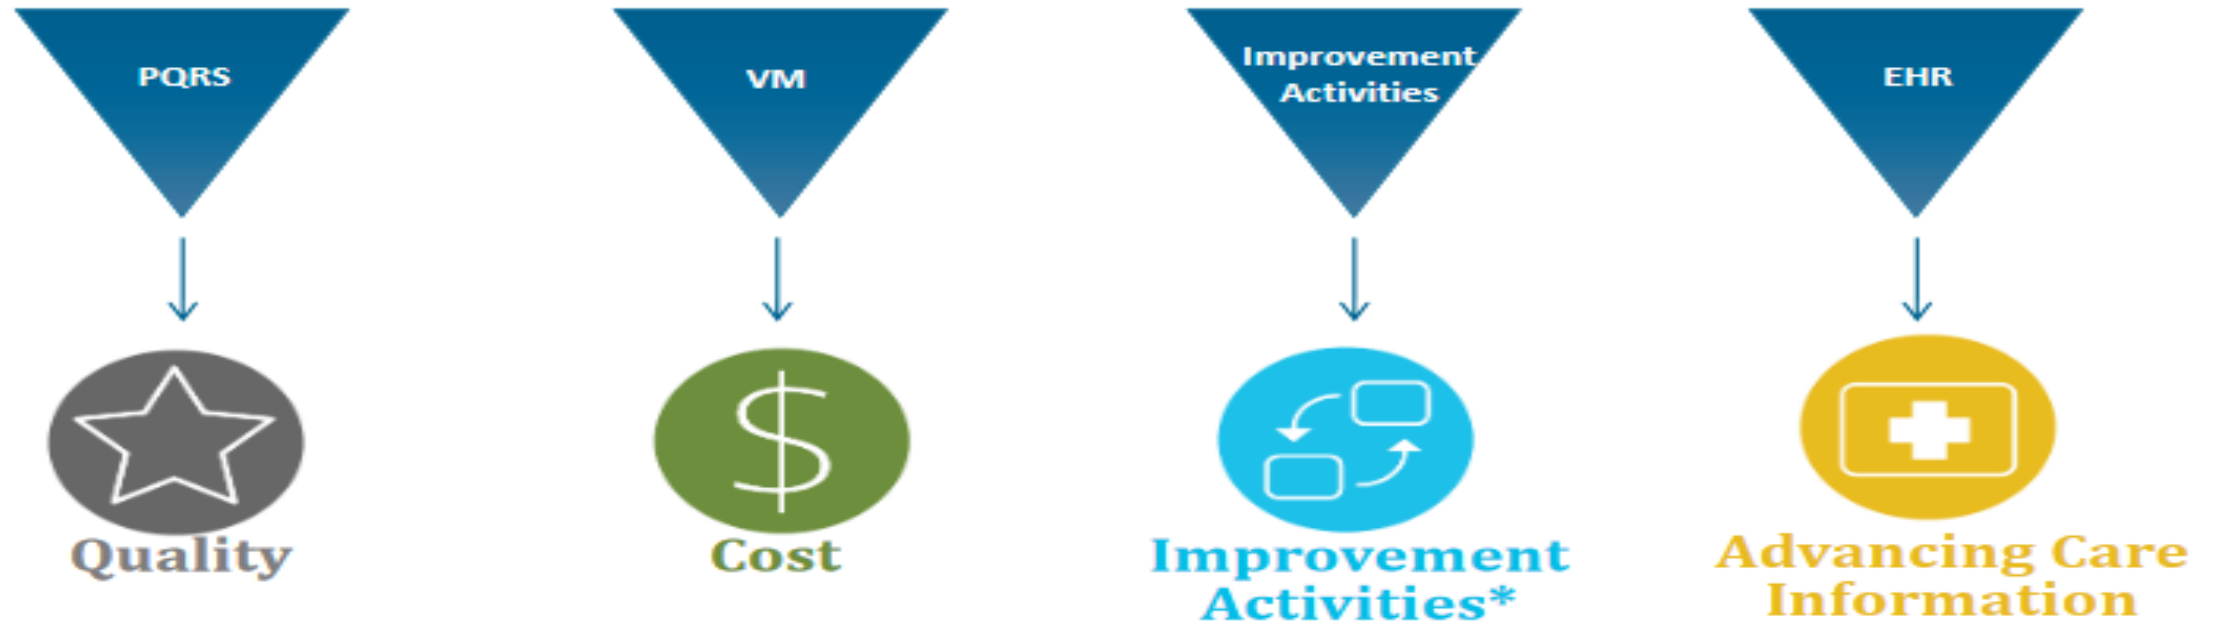 PQRS
VM
Improvement
Activities
EHR
Quality
Cost
Improvement
Activities*
Advancing Care
Information